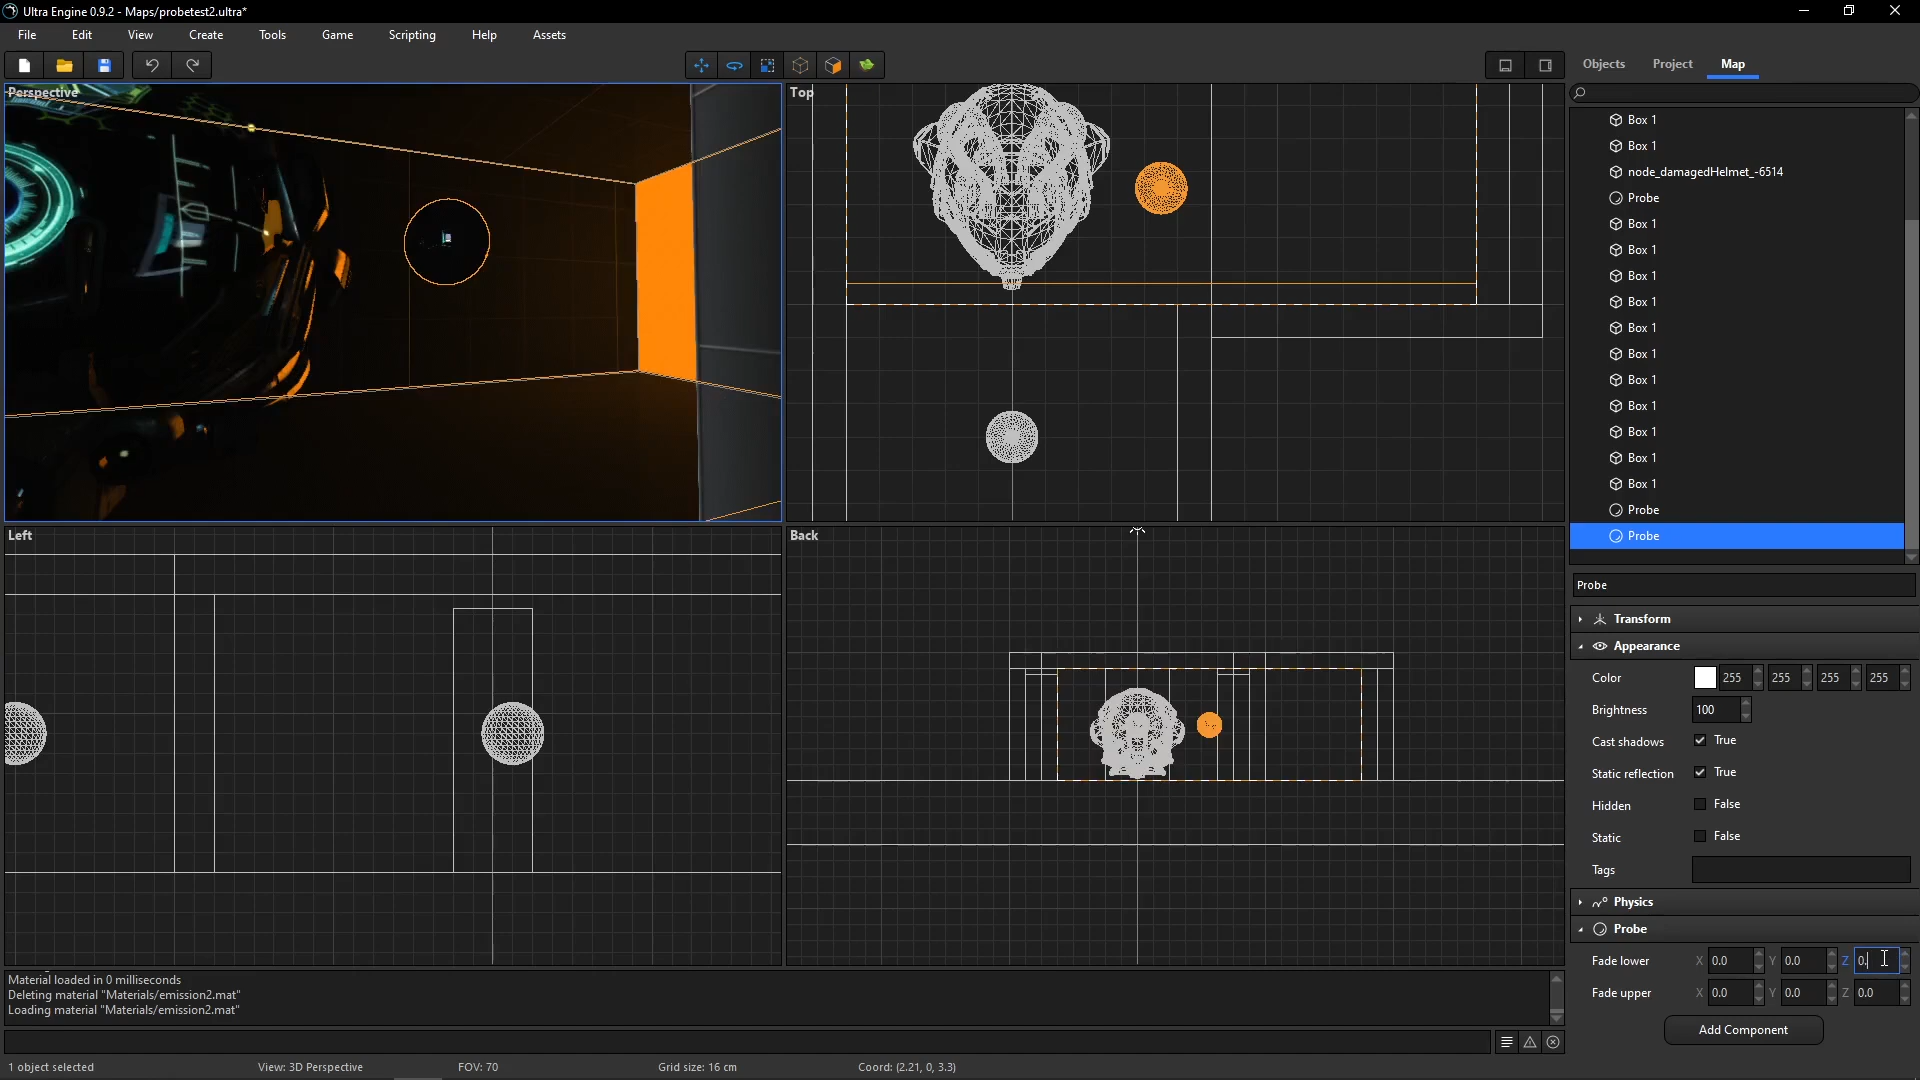 Ultra Engine 0.9.2 - Maps/probetest2.ultra*
File Edit View Create Tools Game Scripting Help Assets
Objects Project Map
Perspective
Top
Box 1
Box 1
node_damagedHelmet_-6514
Probe
Box 1
Box 1
Box 1
Box 1
Box 1
Box 1
Box 1
Box 1
Box 1
Box 1
Box 1
Probe
Probe
Left
Back
Probe
Transform
Appearance
Color 255 255 255 255
Brightness 100
Cast shadows True
Static reflection True
Hidden False
Static False
Tags
Physics
Probe
Fade lower X 0.0 Y 0.0 Z 0.
Fade upper X 0.0 Y 0.0 Z 0.0
Add Component
Material loaded in 0 milliseconds
Deleting material "Materials/emission2.mat"
Loading material "Materials/emission2.mat"
1 object selected View: 3D Perspective FOV: 70 Grid size: 16 cm Coord: (2.21, 0, 3.3)